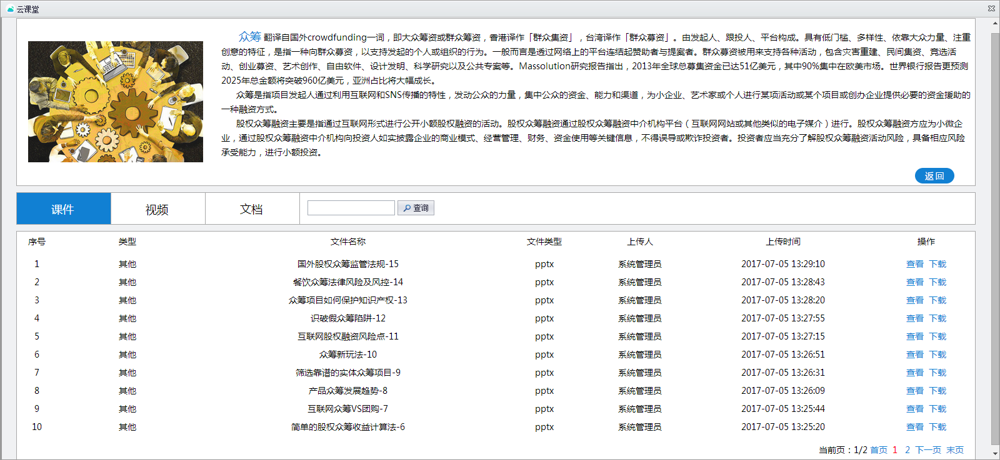 云课堂
众筹 翻译自国外crowdfunding一词，即大众筹资或群众筹资，香港译作「群众集资」，台湾译作「群众募资」。由发起人、跟投人、平台构成。具有低门槛、多样性、依靠大众力量、注重
创意的特征，是指一种向群众募资，以支持发起的个人或组织的行为。一般而言是透过网络上的平台连结起赞助者与提案者。群众募资被用来支持各种活动，包含灾害重建、民间集资、竞选活
动、创业募资、艺术创作、自由软件、设计发明、科学研究以及公共专案等。Massolution研究报告指出，2013年全球总募集资金已达51亿美元，其中90%集中在欧美市场。世界银行报告更预测
2025年总金额将突破960亿美元，亚洲占比将大幅成长。
众筹是指项目发起人通过利用互联网和SNS传播的特性，发动公众的力量，集中公众的资金、能力和渠道，为小企业、艺术家或个人进行某项活动或某个项目或创办企业提供必要的资金援助的
一种融资方式。
股权众筹融资主要是指通过互联网形式进行公开小额股权融资的活动。股权众筹融资通过股权众筹融资中介机构平台（互联网网站或其他类似的电子媒介）进行。股权众筹融资方应为小微企
业，通过股权众筹融资中介机构向投资人如实披露企业的商业模式、经营管理、财务、资金使用等关键信息，不得误导或欺诈投资者。投资者应当充分了解股权众筹融资活动风险，具备相应风险
承受能力，进行小额投资。
返回
课件 视频 文档 查询
序号 类型 文件名称 文件类型 上传人 上传时间 操作
1 其他 国外股权众筹监管法规-15 pptx 系统管理员 2017-07-05 13:29:10 查看 下载
2 其他 餐饮众筹法律风险及风控-14 pptx 系统管理员 2017-07-05 13:28:43 查看 下载
3 其他 众筹项目如何保护知识产权-13 pptx 系统管理员 2017-07-05 13:28:20 查看 下载
4 其他 识破假众筹陷阱-12 pptx 系统管理员 2017-07-05 13:27:55 查看 下载
5 其他 互联网股权融资风险点-11 pptx 系统管理员 2017-07-05 13:27:15 查看 下载
6 其他 众筹新玩法-10 pptx 系统管理员 2017-07-05 13:26:51 查看 下载
7 其他 筛选靠谱的实体众筹项目-9 pptx 系统管理员 2017-07-05 13:26:31 查看 下载
8 其他 产品众筹发展趋势-8 pptx 系统管理员 2017-07-05 13:26:09 查看 下载
9 其他 互联网众筹VS团购-7 pptx 系统管理员 2017-07-05 13:25:44 查看 下载
10 其他 简单的股权众筹收益计算法-6 pptx 系统管理员 2017-07-05 13:25:20 查看 下载
当前页：1/2 首页 1 2 下一页 末页